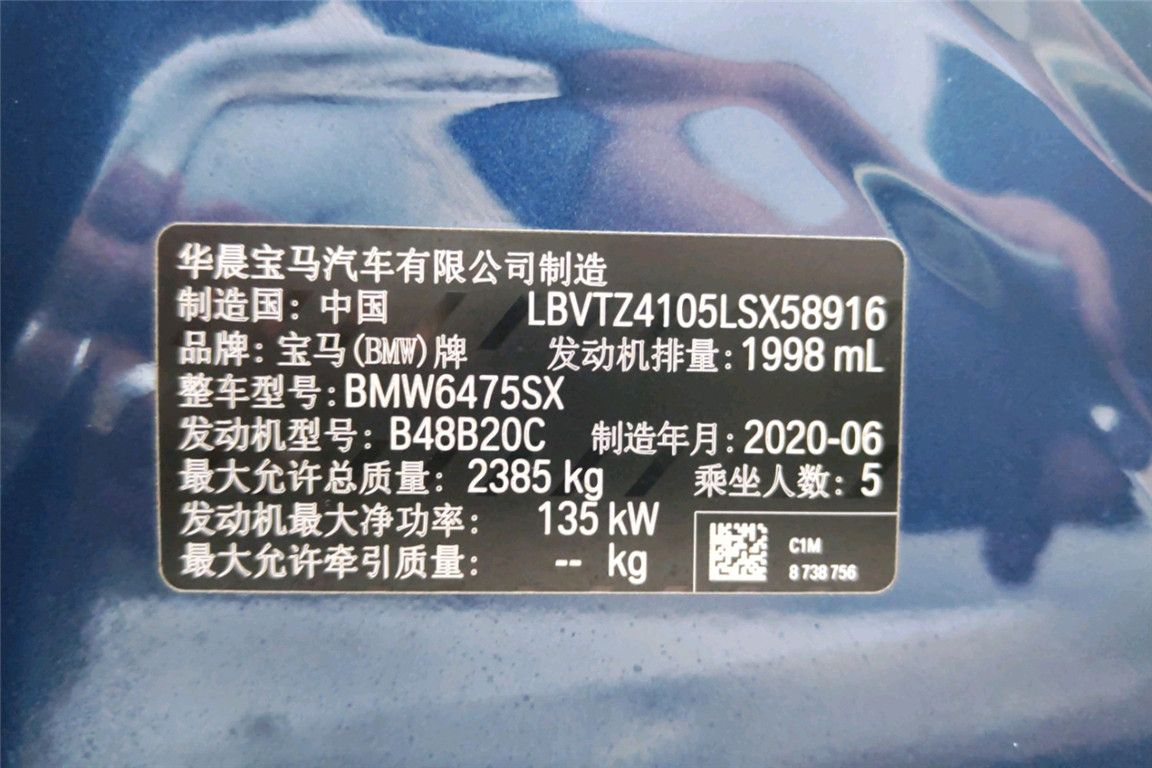 华晨宝马汽车有限公司制造
制造国：中国 LBVTZ4105LSX58916
品牌：宝马(BMW)牌 发动机排量：1998 mL
整车型号：BMW6475SX
发动机型号：B48B20C 制造年月：2020-06
最大允许总质量：2385 kg 乘坐人数：5
发动机最大净功率：135 kW
最大允许牵引质量：-- kg
C1M
8 738 756